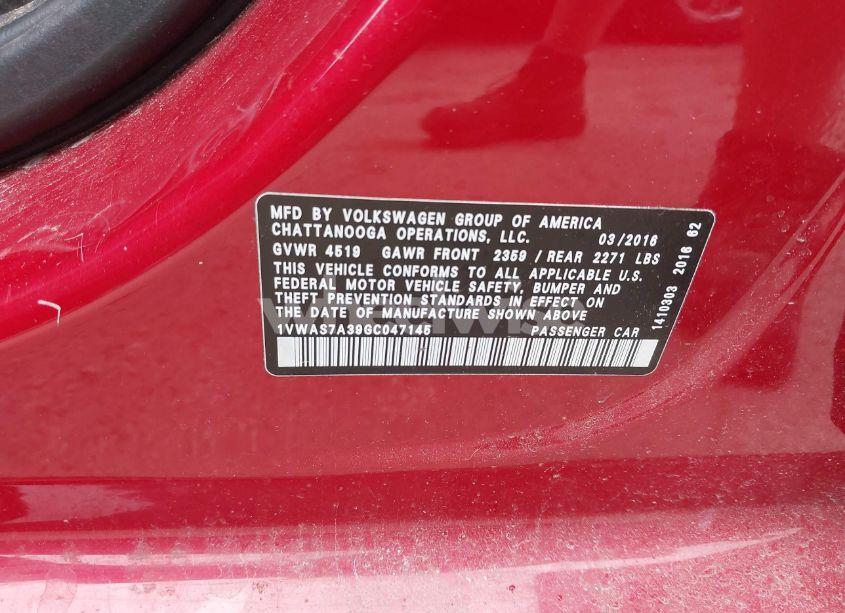 MFD BY VOLKSWAGEN GROUP OF AMERICA
CHATTANOOGA OPERATIONS, LLC. 03/2016
GVWR 4519 GAWR FRONT 2359 / REAR 2271 LBS
THIS VEHICLE CONFORMS TO ALL APPLICABLE U.S.
FEDERAL MOTOR VEHICLE SAFETY, BUMPER AND
THEFT PREVENTION STANDARDS IN EFFECT ON
THE DATE OF MANUFACTURE SHOWN ABOVE
1VWAS7A39GC047145 PASSENGER CAR
1410303 2016 62